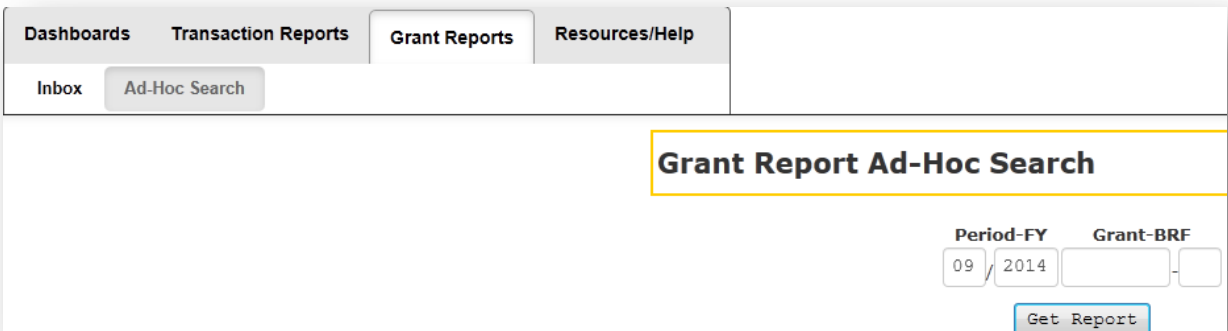 Dashboards Transaction Reports Grant Reports Resources/Help
Inbox Ad-Hoc Search
Grant Report Ad-Hoc Search
Period-FY Grant-BRF
09 / 2014 -
Get Report